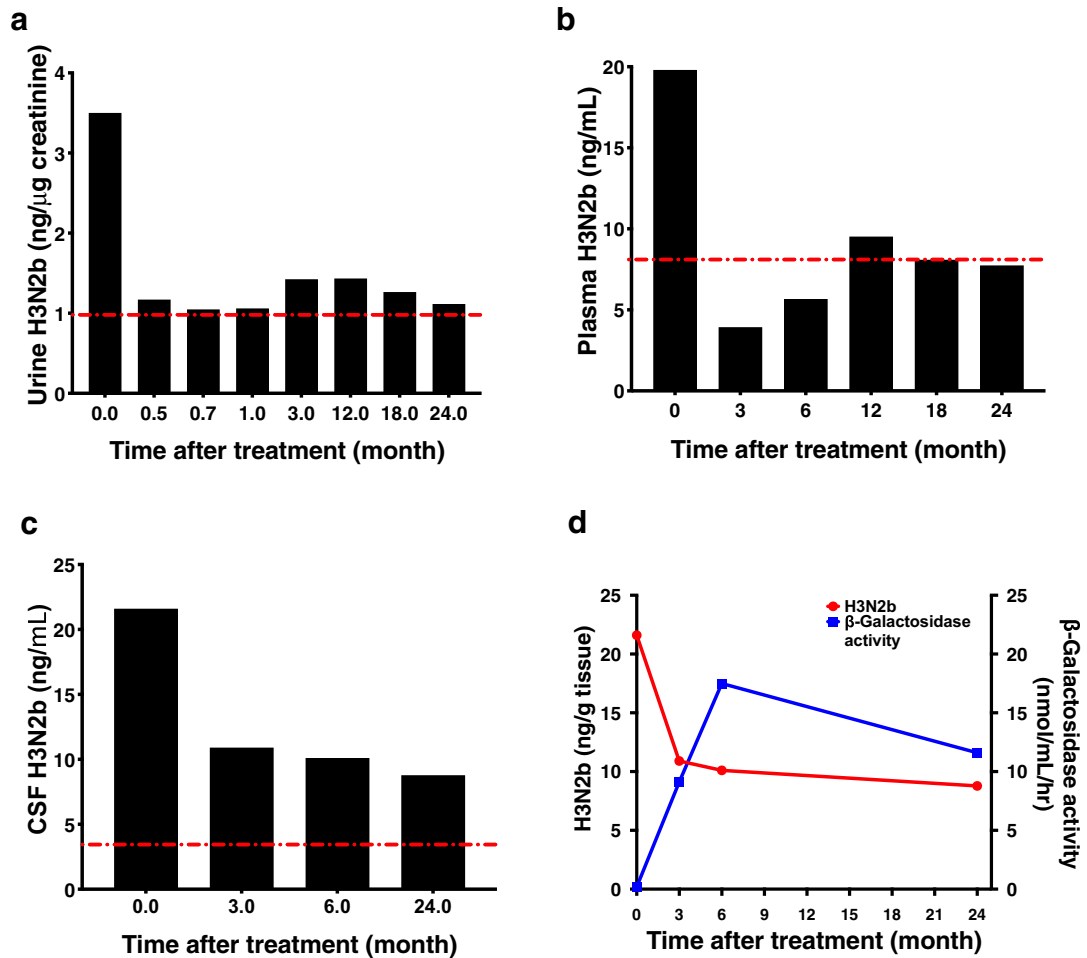 a
Urine H3N2b (ng/μg creatinine)
4
3
2
1
0
0.0 0.5 0.7 1.0 3.0 12.0 18.0 24.0
Time after treatment (month)
b
Plasma H3N2b (ng/mL)
20
15
10
5
0
0 3 6 12 18 24
Time after treatment (month)
c
CSF H3N2b (ng/mL)
25
20
15
10
5
0
0.0 3.0 6.0 24.0
Time after treatment (month)
d
H3N2b (ng/g tissue)
25
20
15
10
5
0
H3N2b
β-Galactosidase
activity
25
20
15
10
5
0
β-Galactosidase activity
(nmol/mL/hr)
0 3 6 9 12 15 18 21 24
Time after treatment (month)